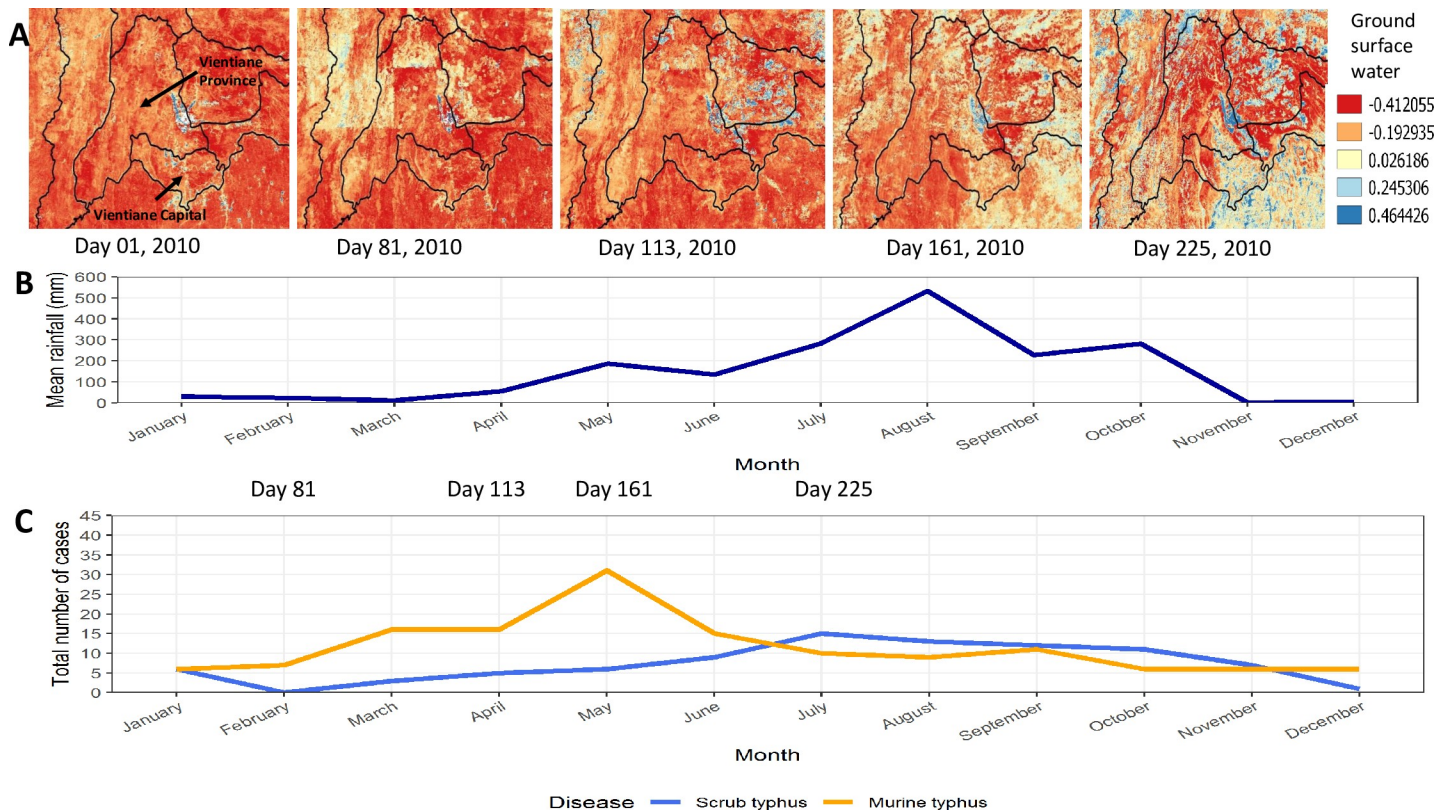 A
Vientiane
Province
Vientiane Capital
Ground
surface
water
-0.412055
-0.192935
0.026186
0.245306
0.464426
Day 01, 2010
Day 81, 2010
Day 113, 2010
Day 161, 2010
Day 225, 2010
B
Mean rainfall (mm)
600
500
400
300
200
100
0
January
February
March
April
May
June
July
August
September
October
November
December
Month
Day 81
Day 113
Day 161
Day 225
C
Total number of cases
45
40
35
30
25
20
15
10
5
0
January
February
March
April
May
June
July
August
September
October
November
December
Month
Disease Scrub typhus Murine typhus